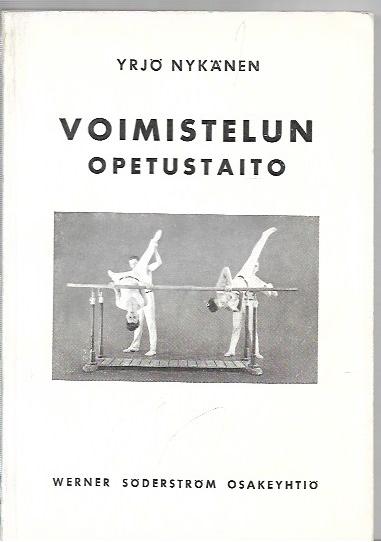 YRJÖ NYKÄNEN
VOIMISTELUN
OPETUSTAITO
WERNER SÖDERSTRÖM OSAKEYHTIÖ